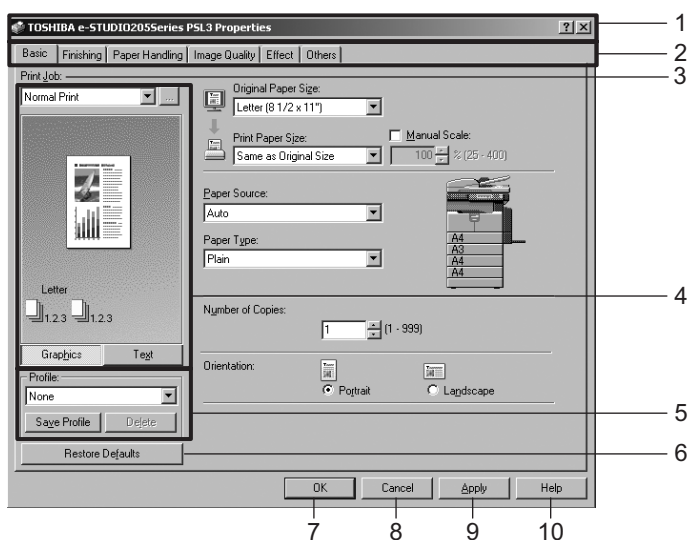 TOSHIBA e-STUDIO205Series PSL3 Properties
? ×
1
Basic Finishing Paper Handling Image Quality Effect Others
2
Print Job:
3
Normal Print
...
Original Paper Size:
Letter (8 1/2 x 11")
Print Paper Size:
Same as Original Size
Manual Scale:
100 % (25 - 400)
Paper Source:
Auto
Paper Type:
Plain
A4
A3
A4
A4
Letter
1.2.3 1.2.3
4
Number of Copies:
1 (1 - 999)
Graphics Text
Orientation:
Portrait Landscape
Profile:
None
Save Profile Delete
5
Restore Defaults
6
OK Cancel Apply Help
7 8 9 10